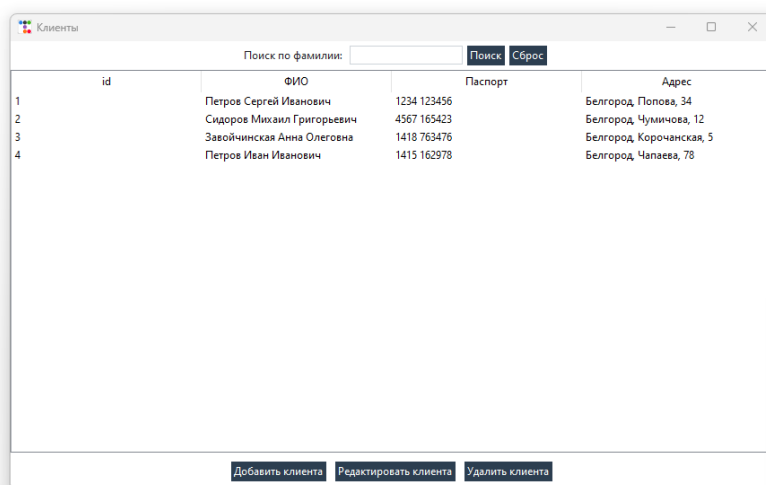 Клиенты
Поиск по фамилии: Поиск Сброс
id ФИО Паспорт Адрес
1 Петров Сергей Иванович 1234 123456 Белгород, Попова, 34
2 Сидоров Михаил Григорьевич 4567 165423 Белгород, Чумичова, 12
3 Завойчинская Анна Олеговна 1418 763476 Белгород, Корочанская, 5
4 Петров Иван Иванович 1415 162978 Белгород, Чапаева, 78
Добавить клиента Редактировать клиента Удалить клиента